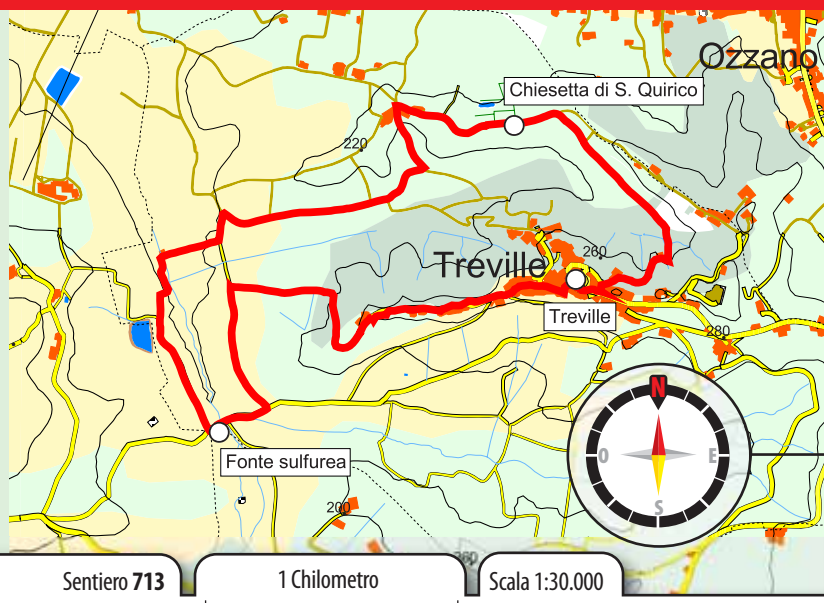 Ozzano
Chiesetta di S. Quirico
220
Treville
260
Treville
280
N
O
E
S
Fonte sulfurea
200
260
Sentiero 713
1 Chilometro
Scala 1:30.000